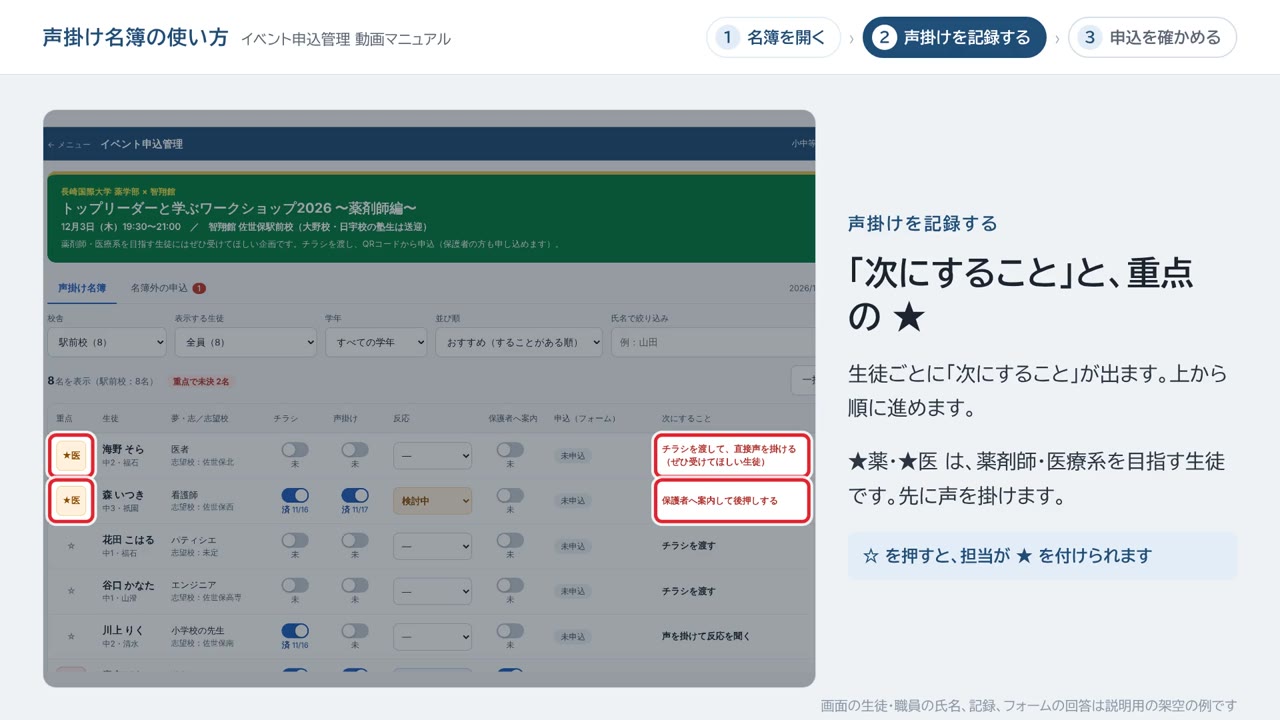 声掛け名簿の使い方 イベント申込管理 動画マニュアル
1 名簿を開く › 2 声掛けを記録する › 3 申込を確かめる
← メニュー イベント申込管理 小中等
長崎国際大学 薬学部 × 智翔館
トップリーダーと学ぶワークショップ2026 〜薬剤師編〜
12月3日（木）19:30〜21:00 ／ 智翔館 佐世保駅前校（大野校・日宇校の塾生は送迎）
薬剤師・医療系を目指す生徒にはぜひ受けてほしい企画です。チラシを渡し、QRコードから申込（保護者の方も申し込めます）。
声掛け名簿 名簿外の申込 1 2026/1
校舎 表示する生徒 学年 並び順 氏名で絞り込み
駅前校（8） 全員（8） すべての学年 おすすめ（することがある順） 例：山田
8名を表示（駅前校：8名） 重点で未決 2名
重点 生徒 夢・志／志望校 チラシ 声掛け 反応 保護者へ案内 申込（フォーム） 次にすること
★医 海野 そら 医者 — 未申込 チラシを渡して、直接声を掛ける
中2・福石 志望校：佐世保北 未 未 未 （ぜひ受けてほしい生徒）
★医 森 いつき 看護師 検討中 未申込 保護者へ案内して後押しする
中3・祇園 志望校：佐世保西 済 11/16 済 11/17 未
☆ 花田 こはる パティシエ — 未申込 チラシを渡す
中1・福石 志望校：未定 未 未 未
☆ 谷口 かなた エンジニア — 未申込 チラシを渡す
中1・山澄 志望校：佐世保高専 未 未 未
☆ 川上 りく 小学校の先生 — 未申込 声を掛けて反応を聞く
中2・清水 志望校：佐世保南 済 11/16 未 未
声掛けを記録する
「次にすること」と、重点
の ★
生徒ごとに「次にすること」が出ます。上から
順に進めます。
★薬・★医 は、薬剤師・医療系を目指す生徒
です。先に声を掛けます。
☆ を押すと、担当が ★ を付けられます
画面の生徒・職員の氏名、記録、フォームの回答は説明用の架空の例です